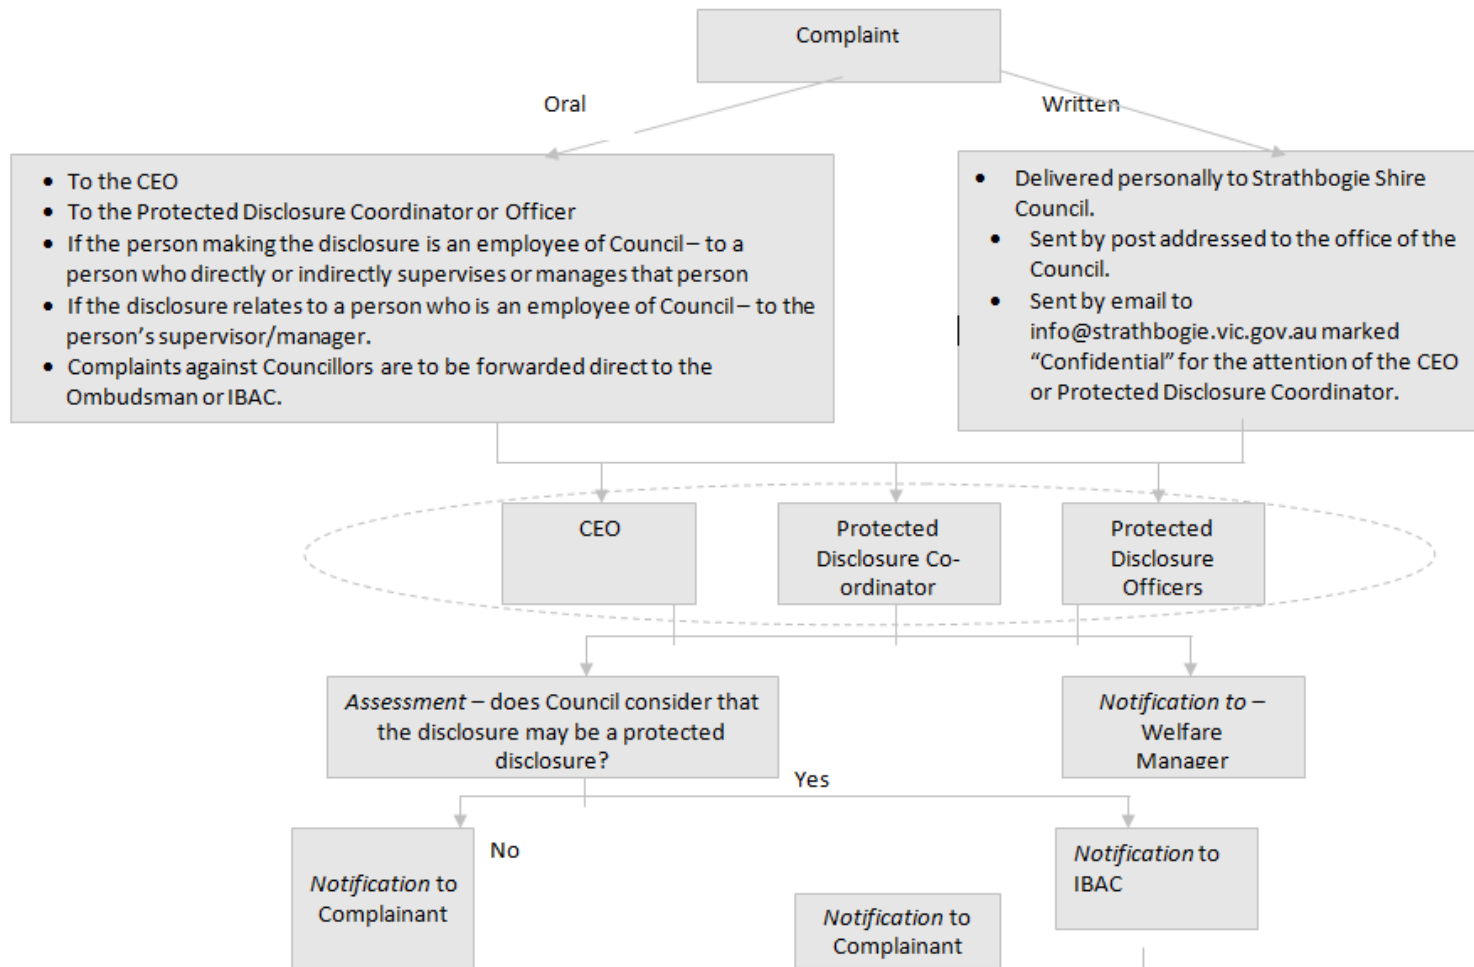 Complaint
Oral
Written
• To the CEO
• To the Protected Disclosure Coordinator or Officer
• If the person making the disclosure is an employee of Council – to a
person who directly or indirectly supervises or manages that person
• If the disclosure relates to a person who is an employee of Council – to the
person's supervisor/manager.
• Complaints against Councillors are to be forwarded direct to the
Ombudsman or IBAC.
• Delivered personally to Strathbogie Shire
Council.
• Sent by post addressed to the office of the
Council.
• Sent by email to
info@strathbogie.vic.gov.au marked
“Confidential” for the attention of the CEO
or Protected Disclosure Coordinator.
CEO
Protected
Disclosure Co-
ordinator
Protected
Disclosure
Officers
Assessment – does Council consider that
the disclosure may be a protected
disclosure?
Notification to –
Welfare
Manager
Yes
No
Notification to
Complainant
Notification to
IBAC
Notification to
Complainant